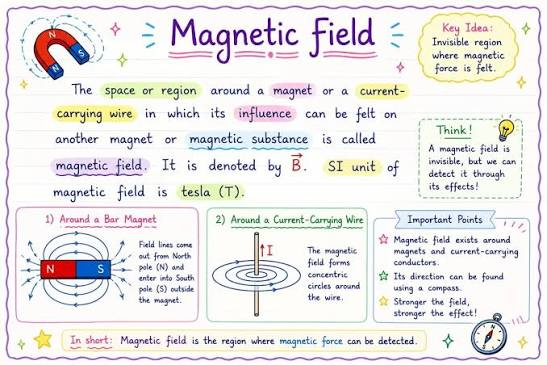 Magnetic Field
N
S
Key Idea:
Invisible region
where magnetic
force is felt.
The space or region around a magnet or a current-
carrying wire in which its influence can be felt on
another magnet or magnetic substance is called
magnetic field. It is denoted by B⃗. SI unit of
magnetic field is tesla (T).
Think!
A magnetic field is
invisible, but we can
detect it through
its effects!
1) Around a Bar Magnet
N S
Field lines come
out from North
pole (N) and
enter into South
pole (S) outside
the magnet.
2) Around a Current-Carrying Wire
I
The magnetic
field forms
concentric
circles around
the wire.
Important Points
Magnetic field exists around
magnets and current-carrying
conductors.
Its direction can be found
using a compass.
Stronger the field,
stronger the effect!
In short: Magnetic field is the region where magnetic force can be detected.